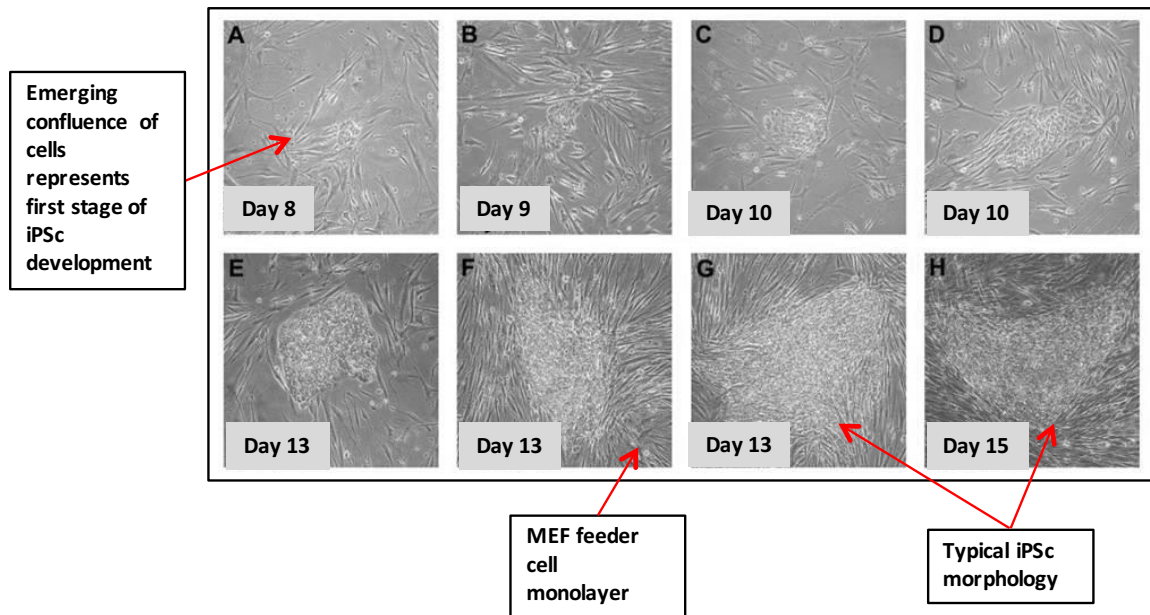 Emerging
confluence of
cells
represents
first stage of
iPSc
development
A
Day 8
B
Day 9
C
Day 10
D
Day 10
E
Day 13
F
Day 13
G
Day 13
H
Day 15
MEF feeder
cell
monolayer
Typical iPSc
morphology